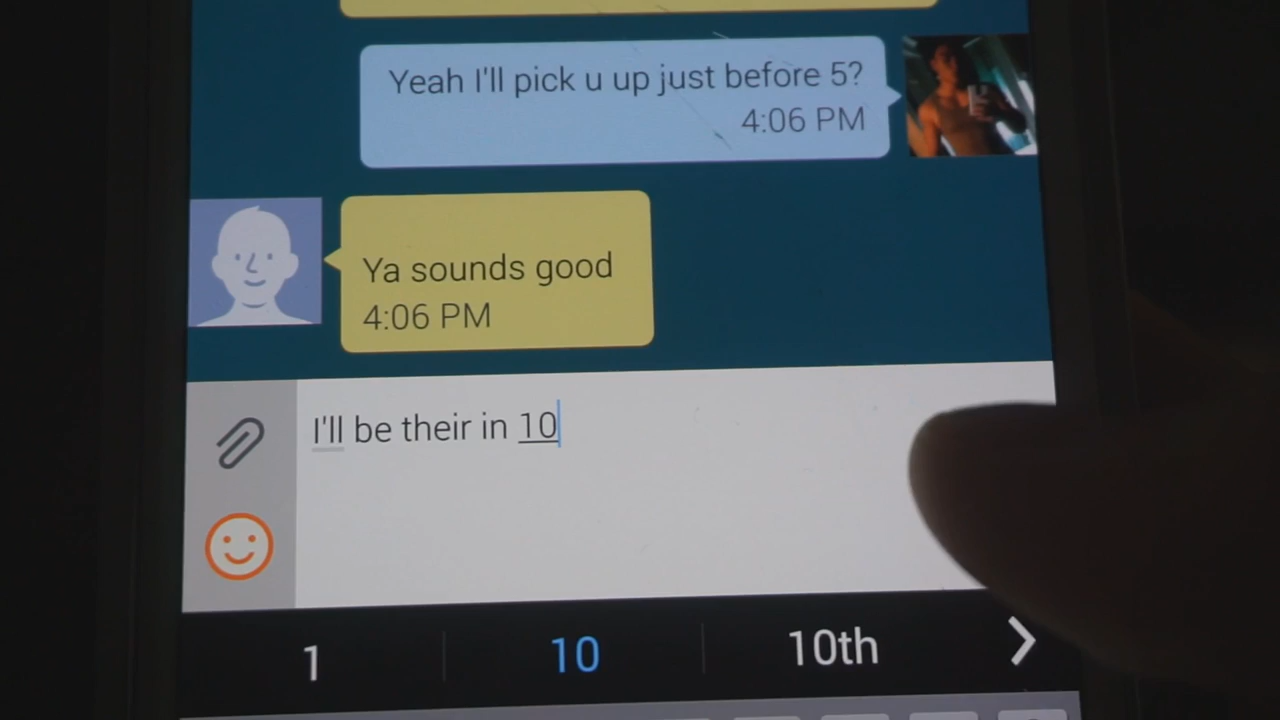 Yeah I'll pick u up just before 5?
4:06 PM
Ya sounds good
4:06 PM
I'll be their in 10
1 10 10th